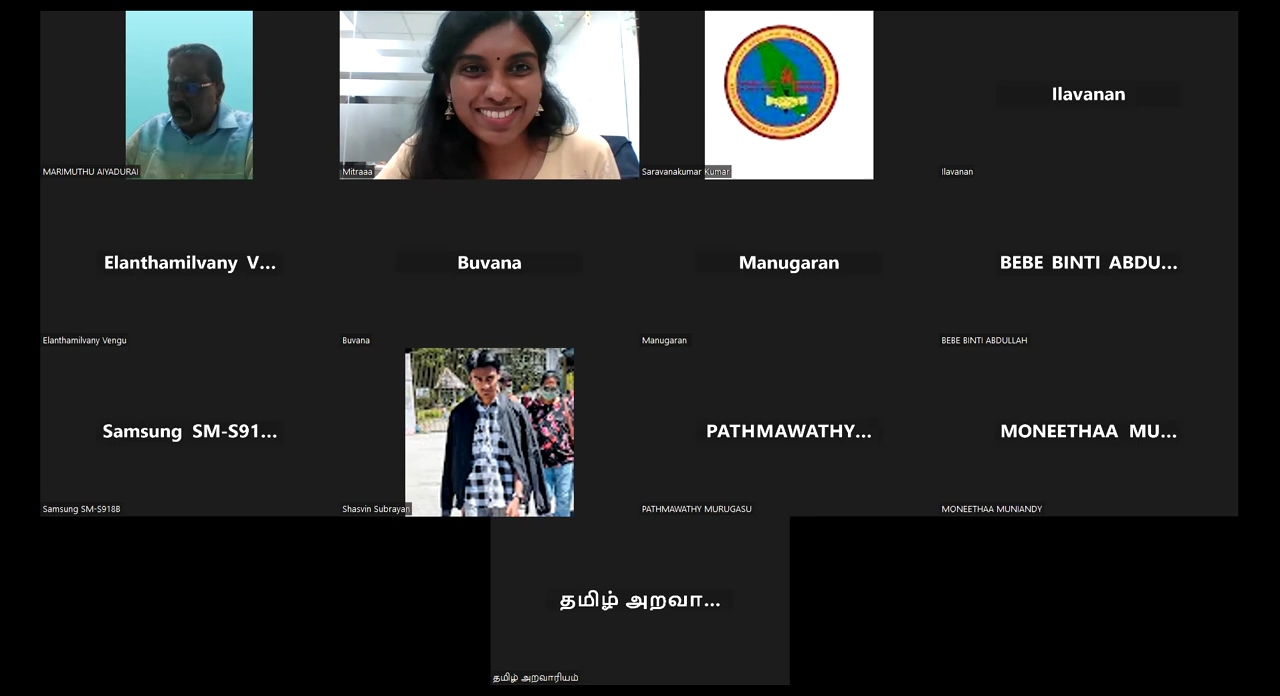 MARIMUTHU AIYADURAI
Mitraaa
Saravanakumar Kumar
Ilavanan
Ilavanan
Elanthamilvany V...
Buvana
Manugaran
BEBE BINTI ABDU...
Elanthamilvany Vengu
Buvana
Manugaran
BEBE BINTI ABDULLAH
Samsung SM-S91...
PATHMAWATHY...
MONEETHAA MU...
Samsung SM-S918B
Shasvin Subrayan
PATHMAWATHY MURUGASU
MONEETHAA MUNIANDY
தமிழ் அறவா...
தமிழ் அறவாரியம்